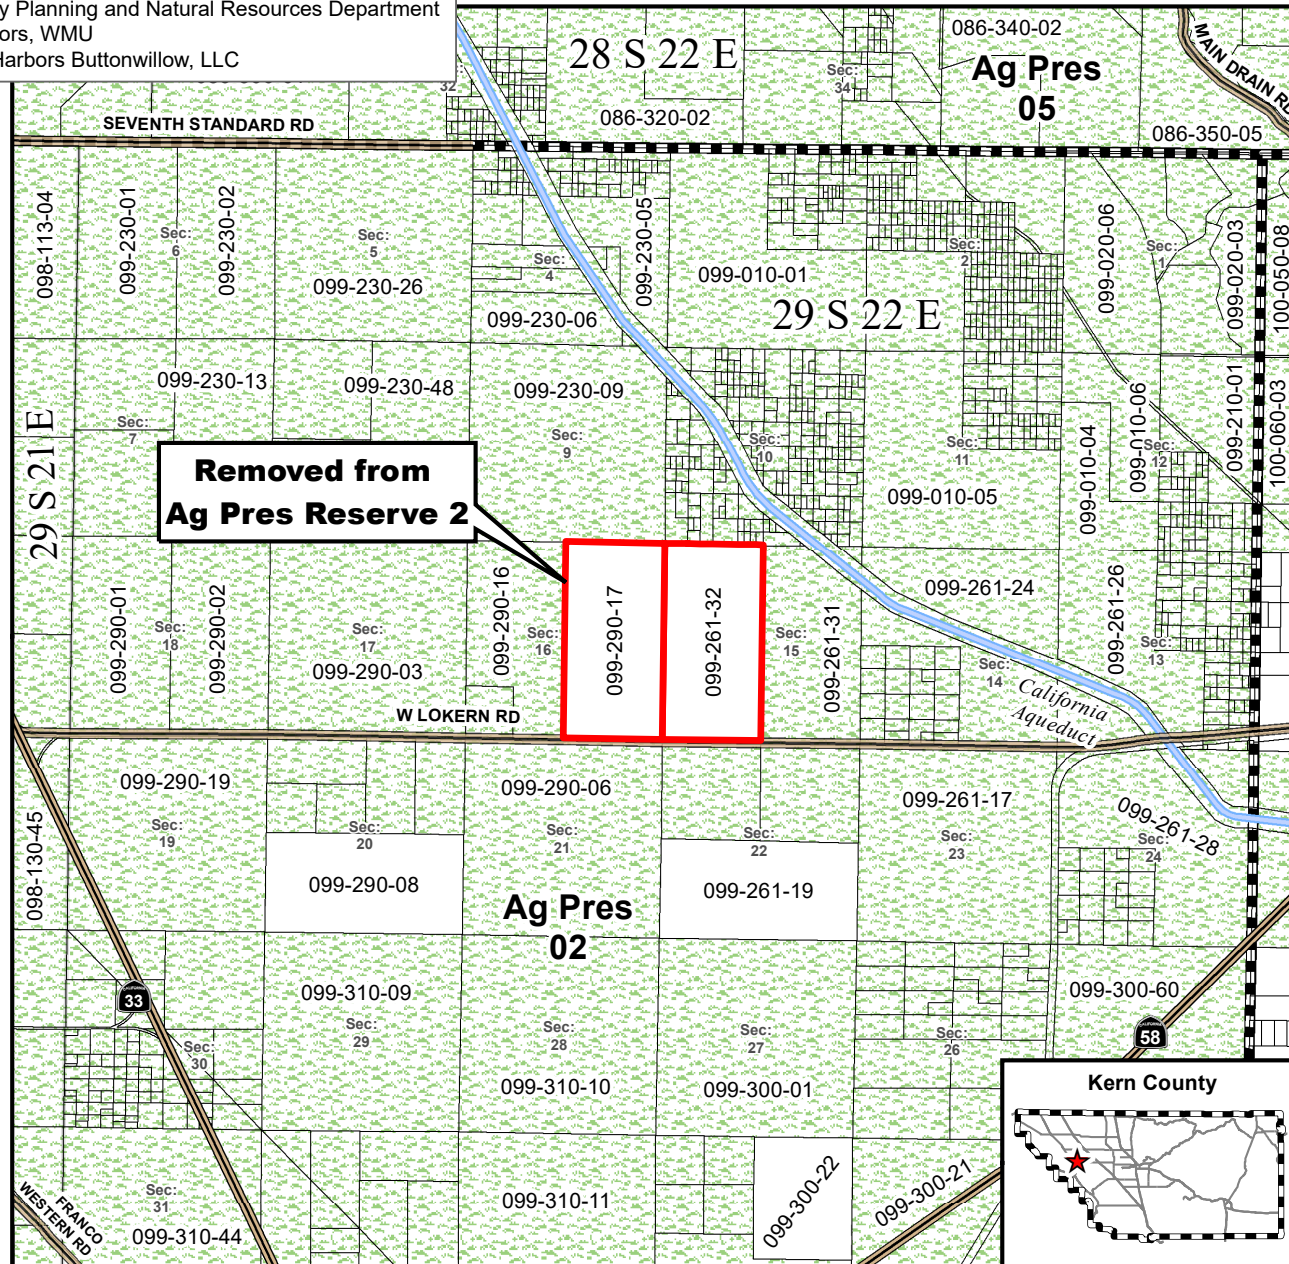 y Planning and Natural Resources Department
ors, WMU
Harbors Buttonwillow, LLC
28 S 22 E
086-340-02
Ag Pres
05
MAIN DRAIN RD
Sec:
34
32
086-320-02
086-350-05
SEVENTH STANDARD RD
098-113-04
099-230-01
Sec:
6
099-230-02
Sec:
5
099-230-26
Sec:
4
099-230-05
099-230-06
099-010-01
Sec:
2
099-020-06
Sec:
1
099-020-03
100-050-08
29 S 22 E
29 S 21 E
099-230-13
099-230-48
099-230-09
Sec:
7
Sec:
9
Sec:
10
Sec:
11
099-010-05
099-010-04
099-010-06
Sec:
12
099-210-01
100-060-03
Removed from
Ag Pres Reserve 2
099-290-01
Sec:
18
099-290-02
Sec:
17
099-290-03
099-290-16
Sec:
16
099-290-17
099-261-32
Sec:
15
099-261-31
099-261-24
Sec:
14
099-261-26
Sec:
13
W LOKERN RD
California
Aqueduct
099-290-19
Sec:
19
098-130-45
Sec:
20
099-290-08
099-290-06
Sec:
21
Sec:
22
099-261-19
099-261-17
Sec:
23
099-261-28
Sec:
24
Ag Pres
02
CALIFORNIA
33
099-310-09
Sec:
29
Sec:
30
Sec:
28
099-310-10
Sec:
27
099-300-01
Sec:
26
099-300-60
CALIFORNIA
58
Sec:
31
099-310-44
FRANCO
WESTERN RD
099-310-11
099-300-22
099-300-21
Kern County